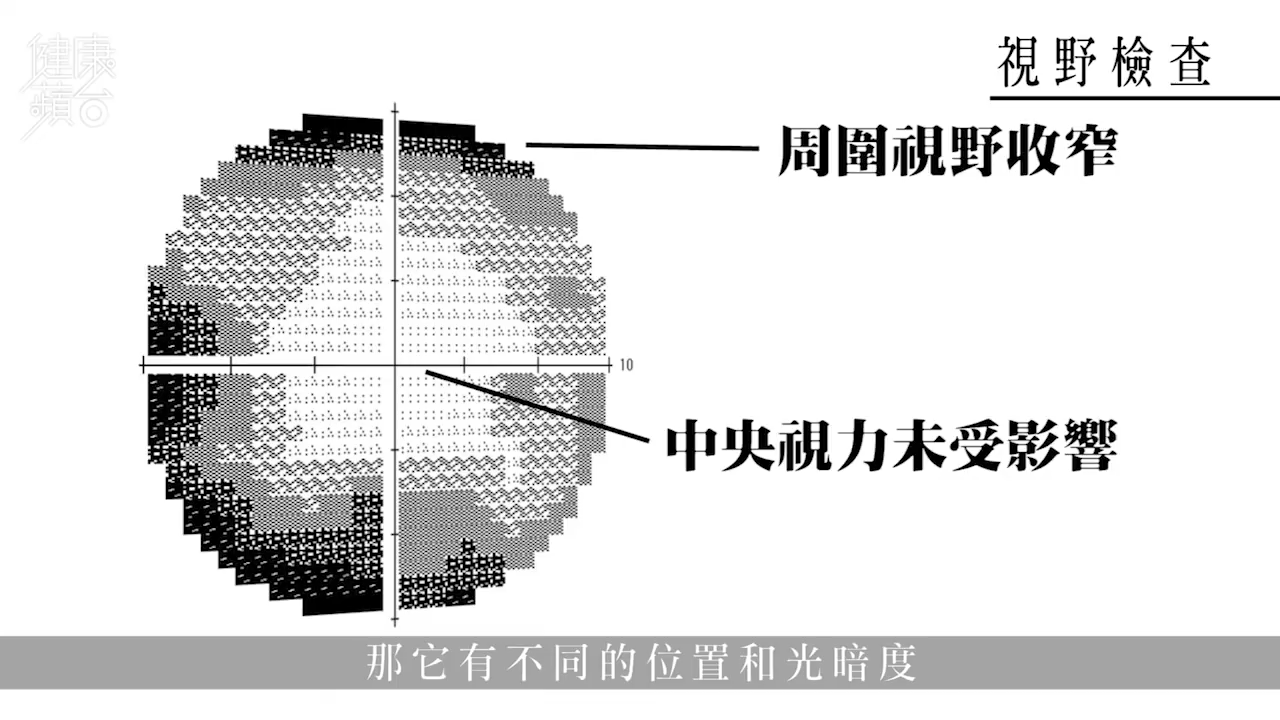 健康
蘋台
視野檢查
周圍視野收窄
10
中央視力未受影響
那它有不同的位置和光暗度